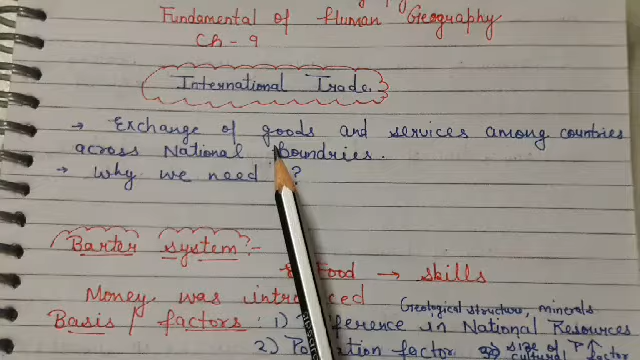 Fundamental of Human Geography
Ch - 9
International Trade.
→ Exchange of goods and services among countries
across National Boundries.
→ Why we need ?
Barter system :-
Food → skills
Money was introduced
Geological structure, minerals
Basis / factors : 1) Difference in National Resources
2) factor size of P ↑